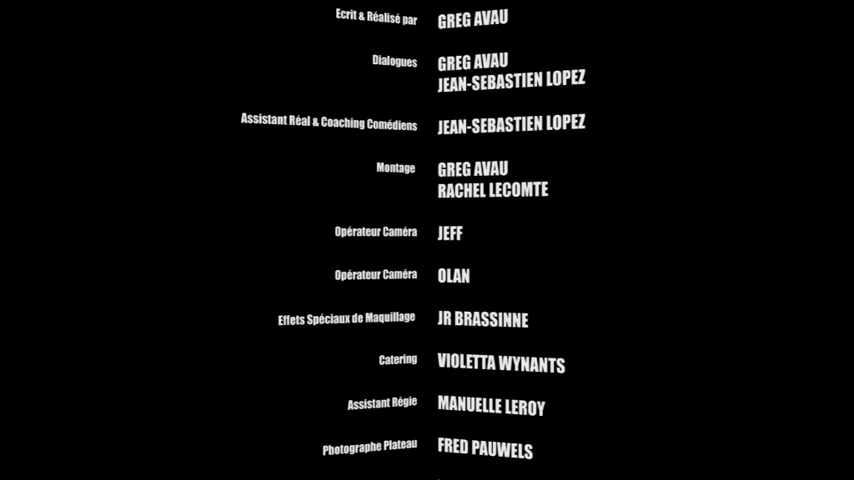 Ecrit & Réalisé par GREG AVAU
Dialogues GREG AVAU
JEAN-SEBASTIEN LOPEZ
Assistant Réal & Coaching Comédiens JEAN-SEBASTIEN LOPEZ
Montage GREG AVAU
RACHEL LECOMTE
Opérateur Caméra JEFF
Opérateur Caméra OLAN
Effets Spéciaux de Maquillage JR BRASSINNE
Catering VIOLETTA WYNANTS
Assistant Régie MANUELLE LEROY
Photographe Plateau FRED PAUWELS